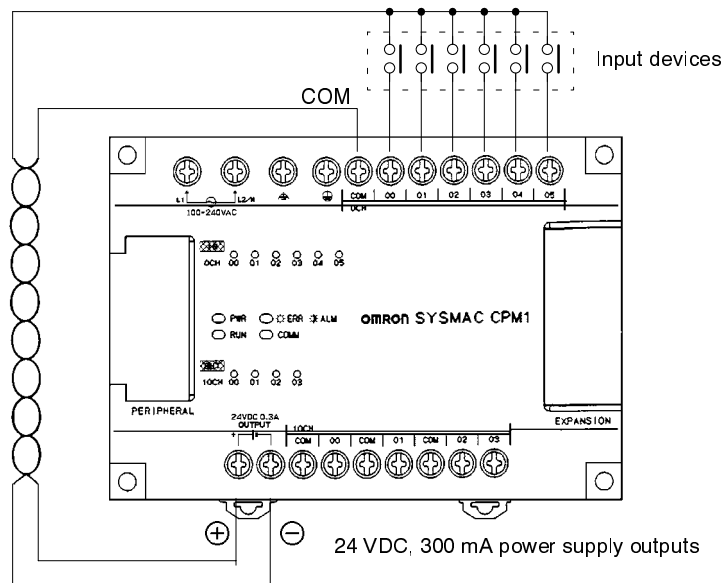 Input devices
COM
L1 L2/N
100-240VAC
COM 00 01 02 03 04 05
0CH
0CH 00 01 02 03 04 05
PWR ERR ALM
RUN COMM
omron SYSMAC CPM1
10CH 00 01 02 03
PERIPHERAL
24VDC 0.3A
OUTPUT
+ -
10CH
COM 00 COM 01 COM 02 03
EXPANSION
+ −
24 VDC, 300 mA power supply outputs